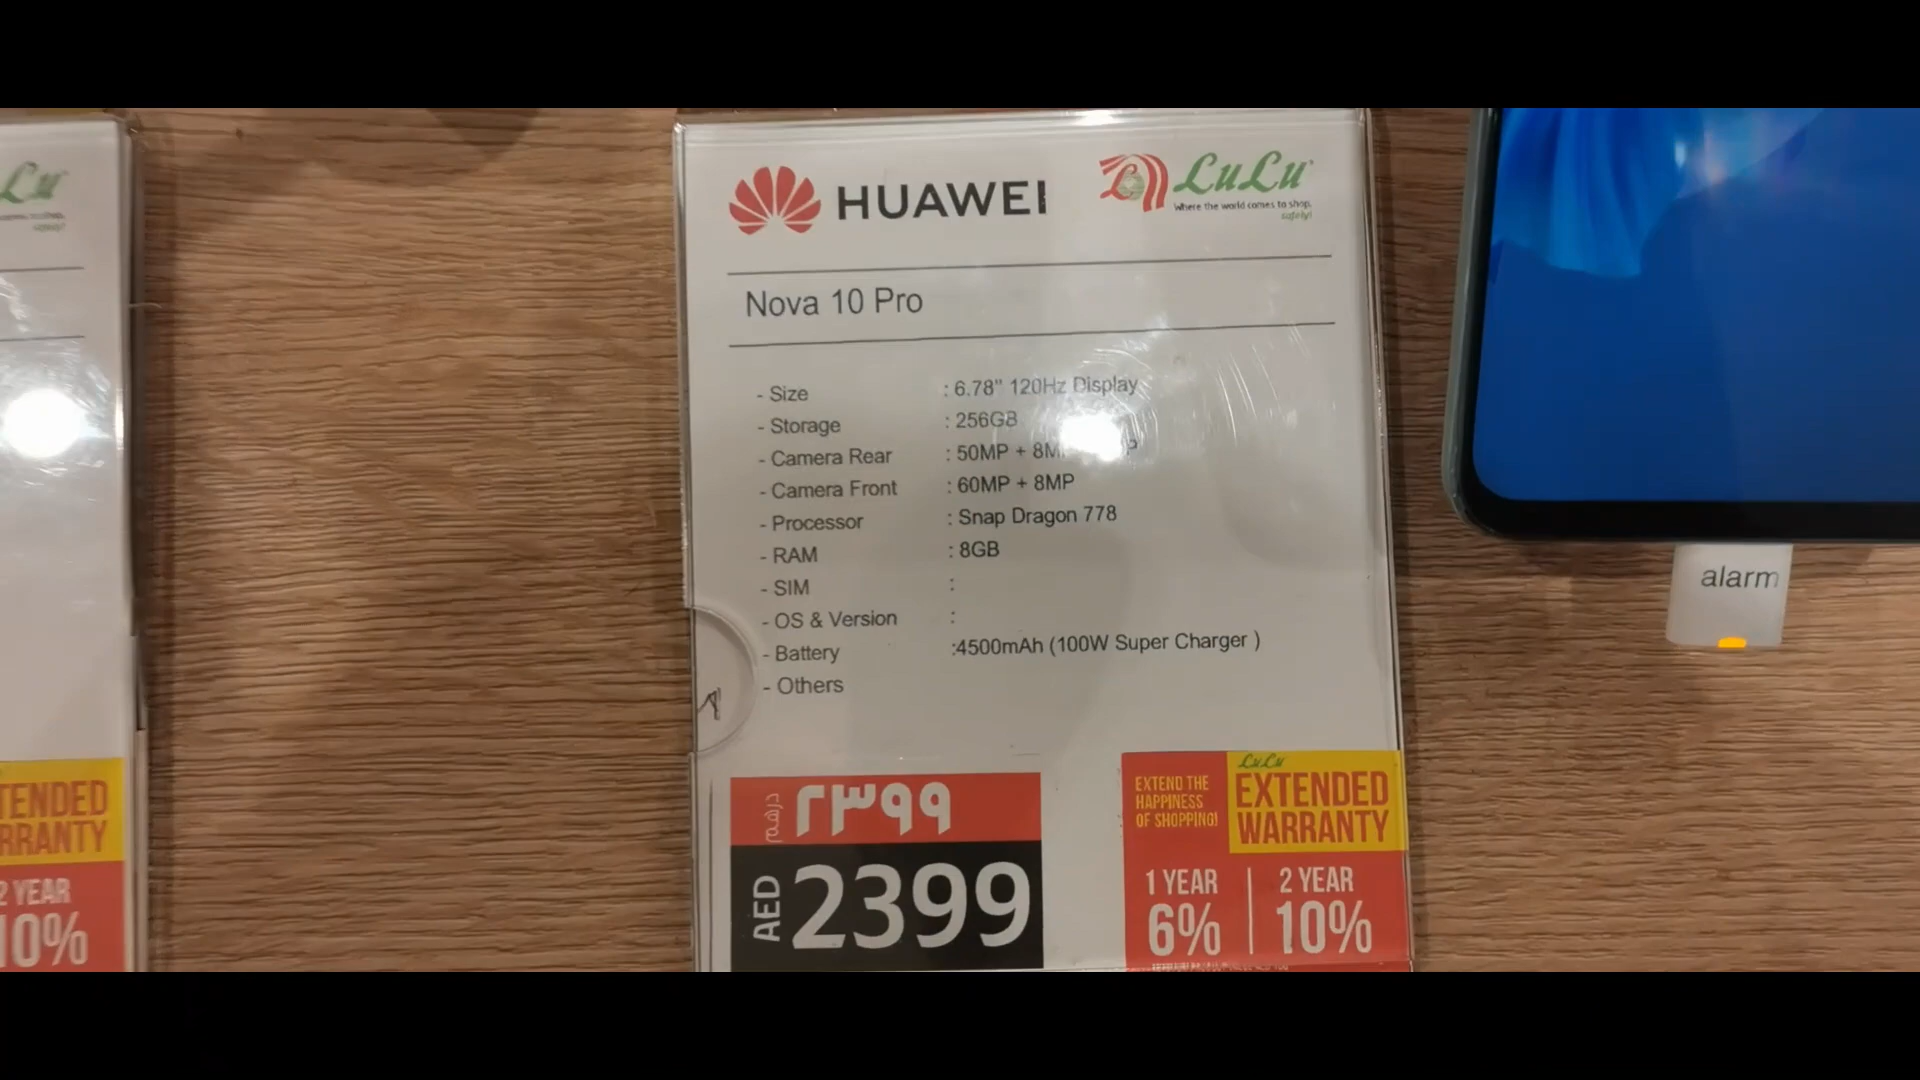 Lu
HUAWEI
LuLu
Where the world comes to shop.
safely!
Nova 10 Pro
- Size : 6.78" 120Hz Display
- Storage : 256GB
- Camera Rear : 50MP + 8M
- Camera Front : 60MP + 8MP
- Processor : Snap Dragon 778
- RAM : 8GB
- SIM :
- OS & Version :
- Battery :4500mAh (100W Super Charger )
- Others
درهم ٢٣٩٩
AED 2399
LuLu
EXTEND THE
HAPPINESS
OF SHOPPING!
EXTENDED
WARRANTY
1 YEAR
6%
2 YEAR
10%
alarm
TENDED
RRANTY
2 YEAR
10%